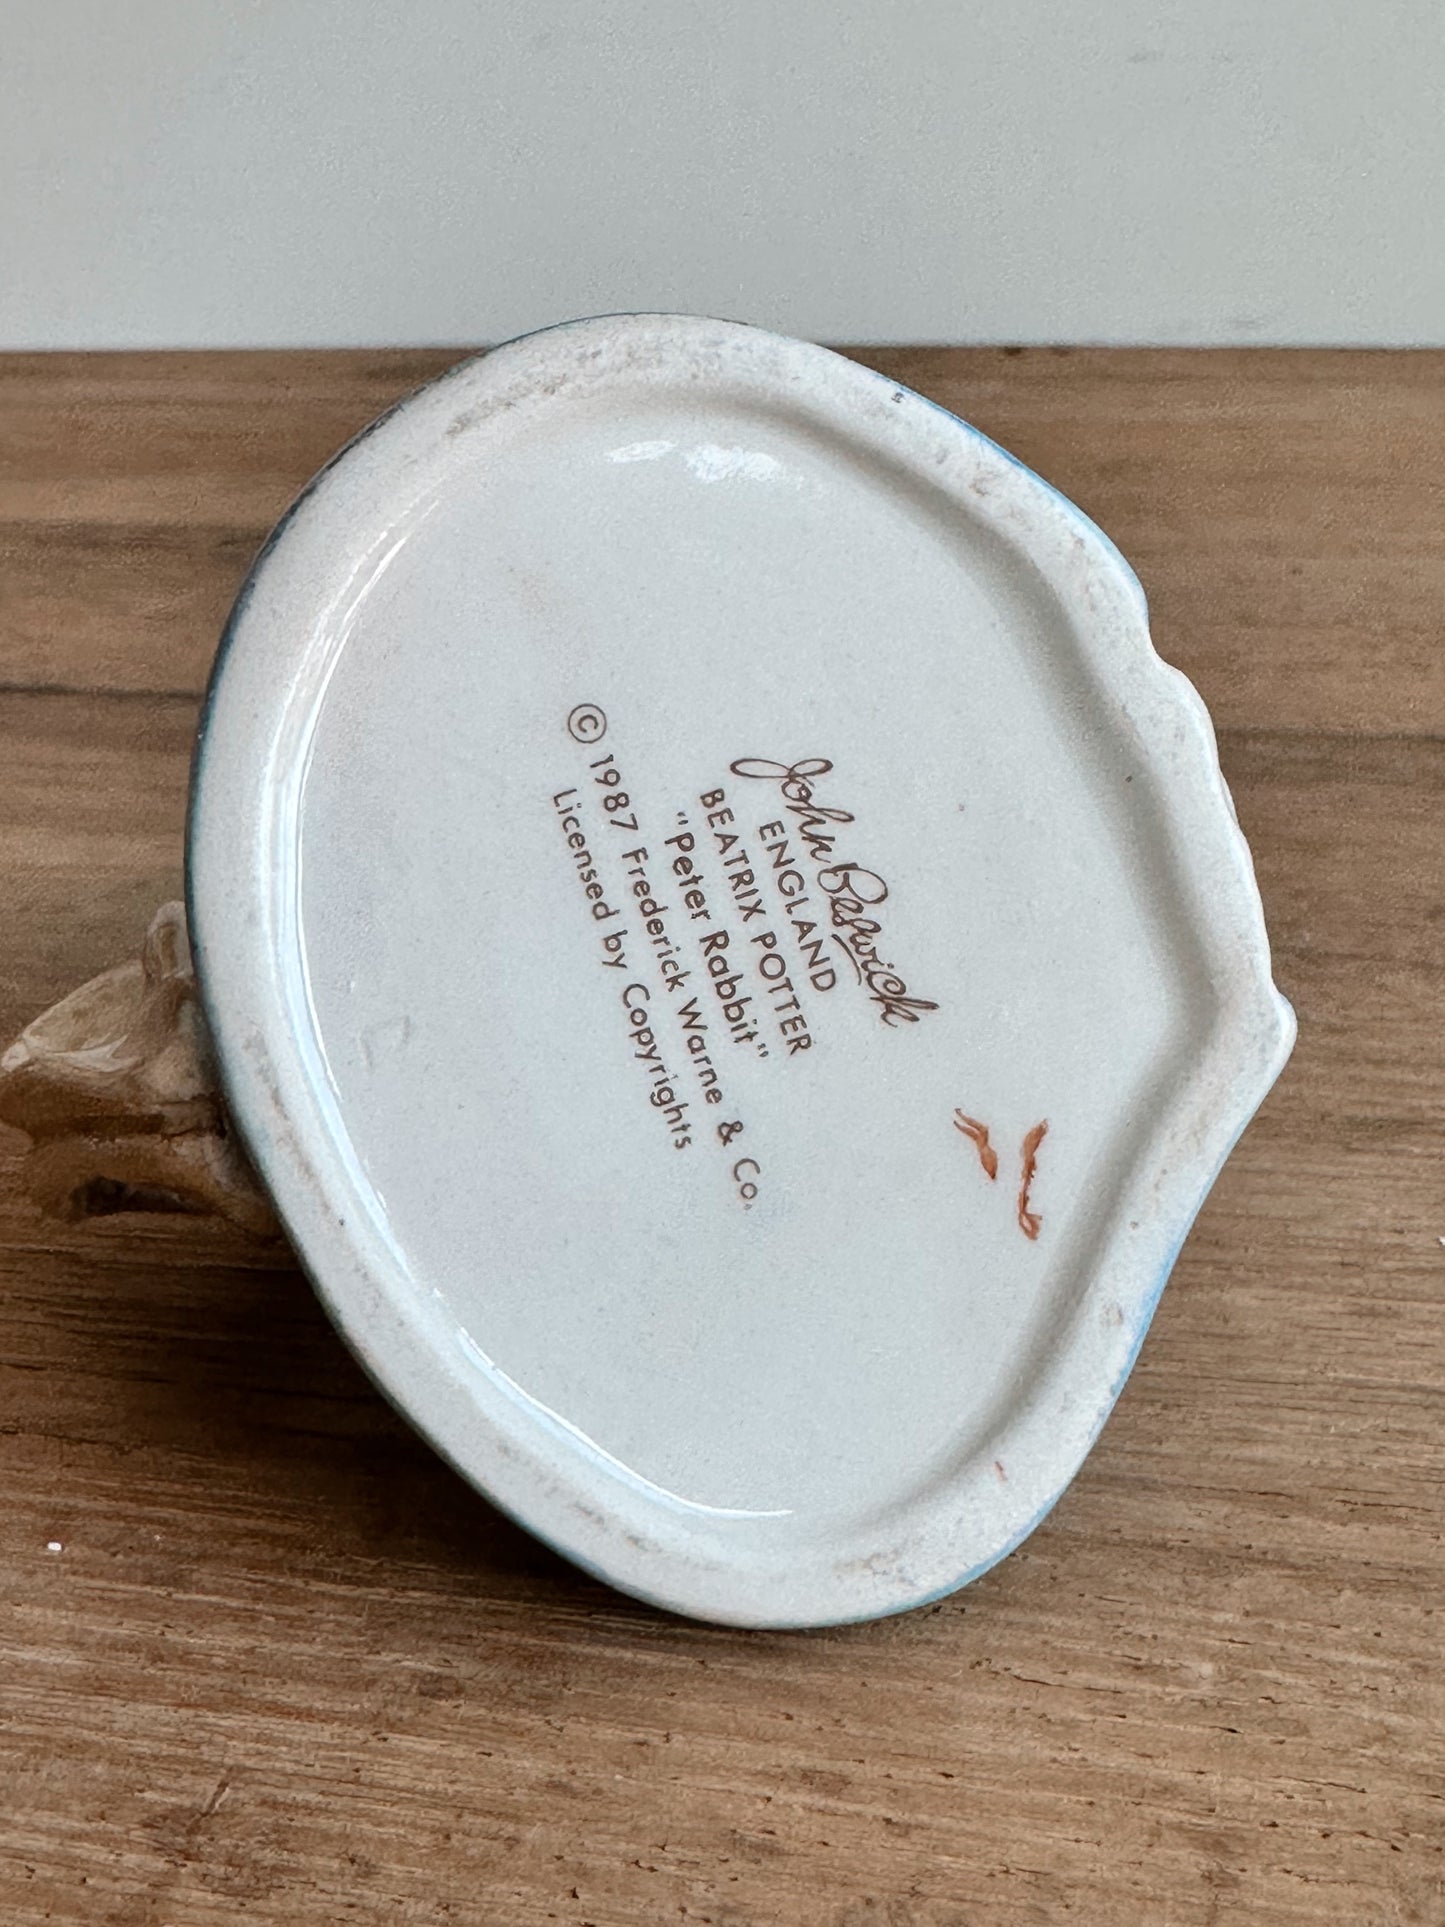 John Beswick
ENGLAND
BEATRIX POTTER
"Peter Rabbit"
© 1987 Frederick Warne & Co.
Licensed by Copyrights